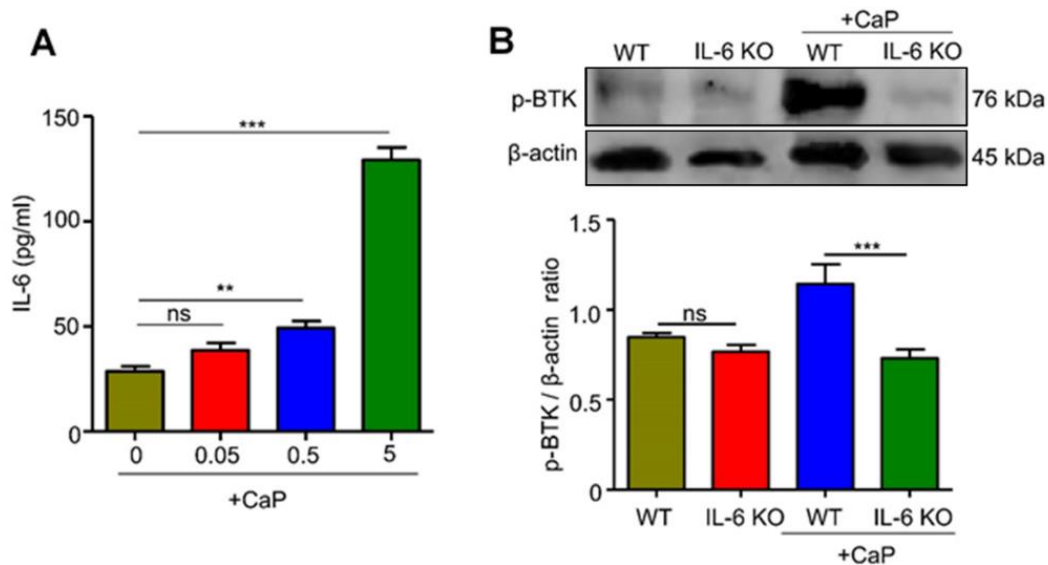 A
150
100
50
0
IL-6 (pg/ml)
***
**
ns
0 0.05 0.5 5
+CaP
B
+CaP
WT IL-6 KO WT IL-6 KO
p-BTK 76 kDa
β-actin 45 kDa
1.5
1.0
0.5
0
p-BTK / β-actin ratio
ns
***
WT IL-6 KO WT IL-6 KO
+CaP